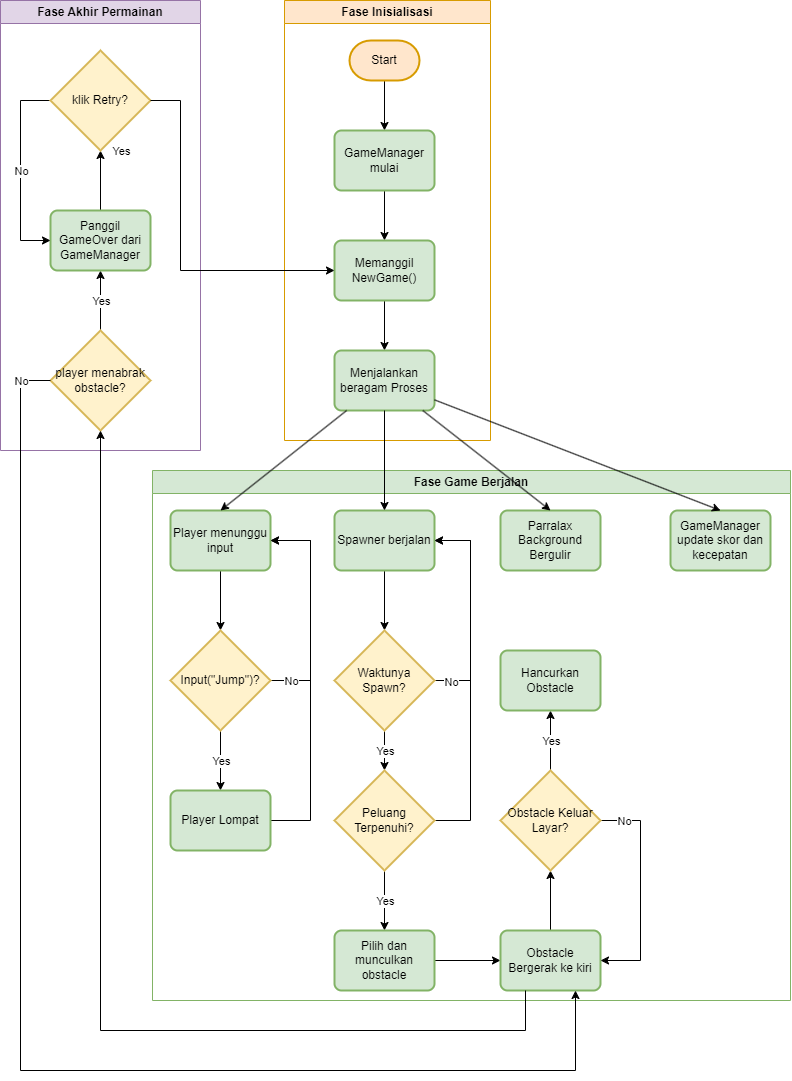 Fase Akhir Permainan
klik Retry?
No
Yes
Panggil
GameOver dari
GameManager
Yes
player menabrak
obstacle?
No
Fase Inisialisasi
Start
GameManager
mulai
Memanggil
NewGame()
Menjalankan
beragam Proses
Fase Game Berjalan
Player menunggu
input
Input("Jump")?
No
Yes
Player Lompat
Spawner berjalan
Waktunya
Spawn?
No
Yes
Peluang
Terpenuhi?
Yes
Pilih dan
munculkan
obstacle
Parralax
Background
Bergulir
Hancurkan
Obstacle
Yes
Obstacle Keluar
Layar?
No
Obstacle
Bergerak ke kiri
GameManager
update skor dan
kecepatan